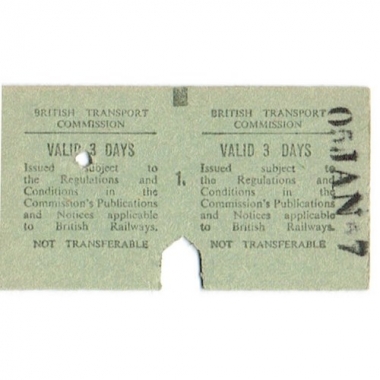 BRITISH TRANSPORT
COMMISSION
VALID 3 DAYS
Issued subject to
the Regulations and
Conditions in the
Commission's Publications
and Notices applicable
to British Railways.
NOT TRANSFERABLE
1.
BRITISH TRANSPORT
COMMISSION
VALID 3 DAYS
Issued subject to
the Regulations and
Conditions in the
Commission's Publications
and Notices applicable
to British Railways.
NOT TRANSFERABLE
JAN 7